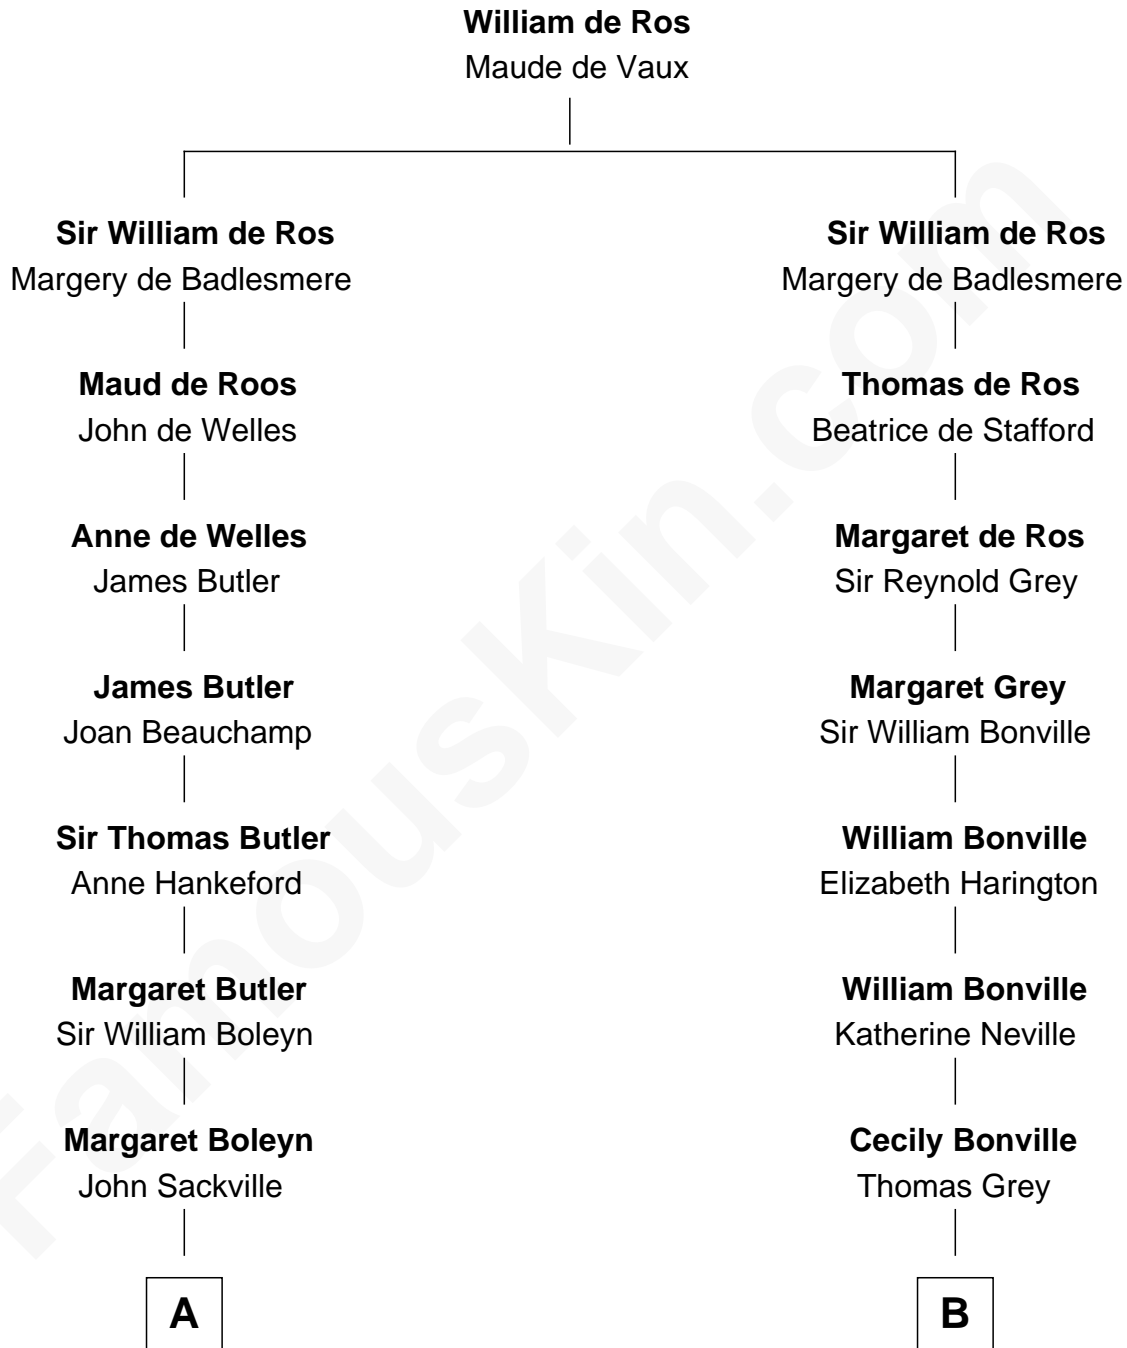 William de Ros
Maude de Vaux
Sir William de Ros
Margery de Badlesmere
Maud de Roos
John de Welles
Anne de Welles
James Butler
James Butler
Joan Beauchamp
Sir Thomas Butler
Anne Hankeford
Margaret Butler
Sir William Boleyn
Margaret Boleyn
John Sackville
A
Sir William de Ros
Margery de Badlesmere
Thomas de Ros
Beatrice de Stafford
Margaret de Ros
Sir Reynold Grey
Margaret Grey
Sir William Bonville
William Bonville
Elizabeth Harington
William Bonville
Katherine Neville
Cecily Bonville
Thomas Grey
B
FamousKin.com